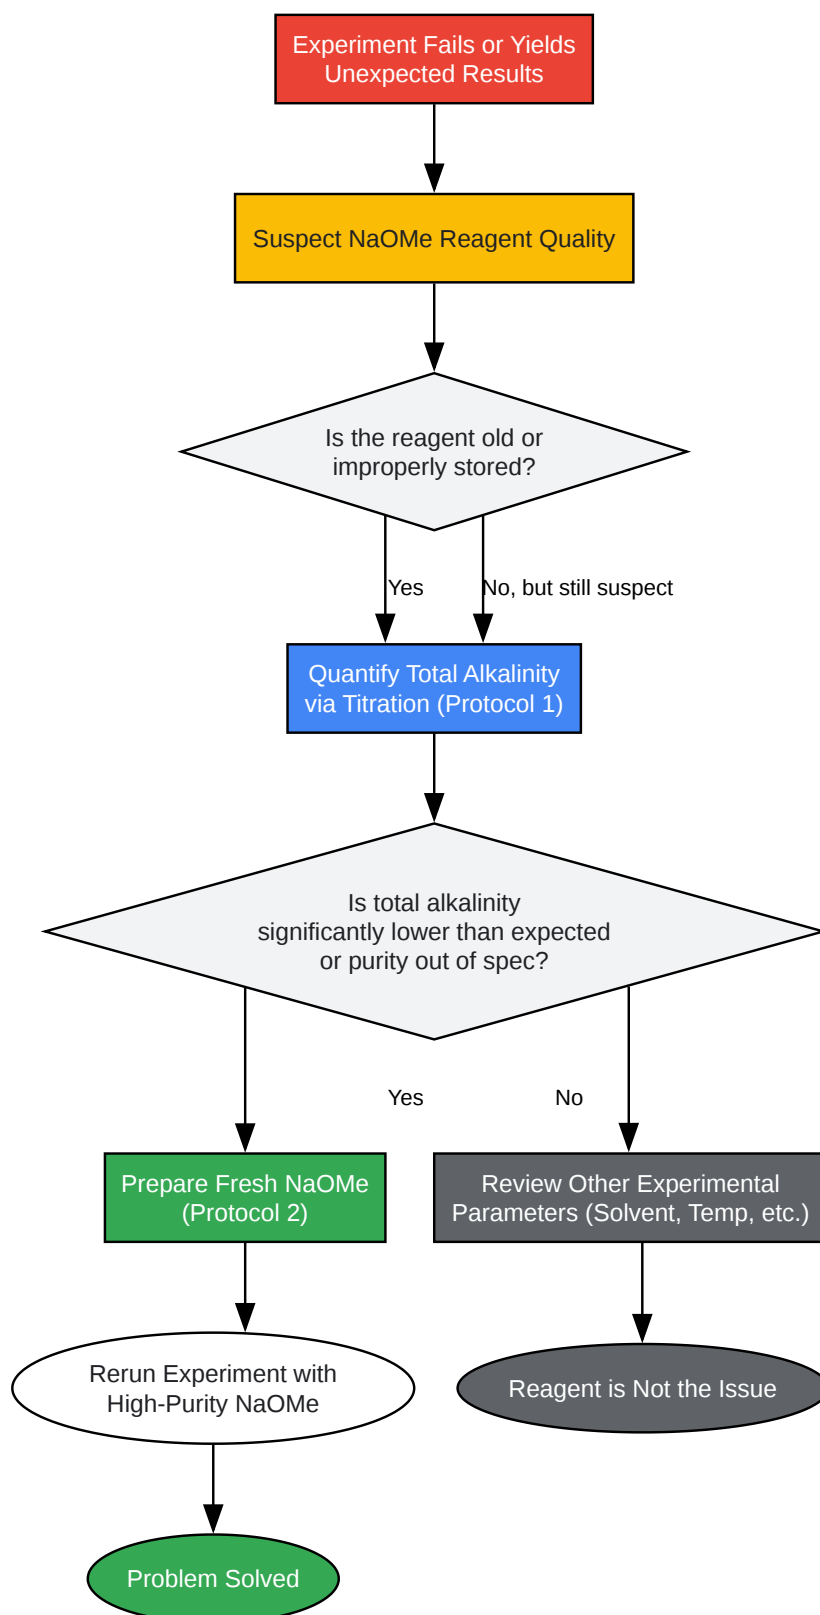 Experiment Fails or Yields
Unexpected Results
Suspect NaOMe Reagent Quality
Is the reagent old or
improperly stored?
Yes
No, but still suspect
Quantify Total Alkalinity
via Titration (Protocol 1)
Is total alkalinity
significantly lower than expected
or purity out of spec?
Yes
No
Prepare Fresh NaOMe
(Protocol 2)
Review Other Experimental
Parameters (Solvent, Temp, etc.)
Rerun Experiment with
High-Purity NaOMe
Reagent is Not the Issue
Problem Solved